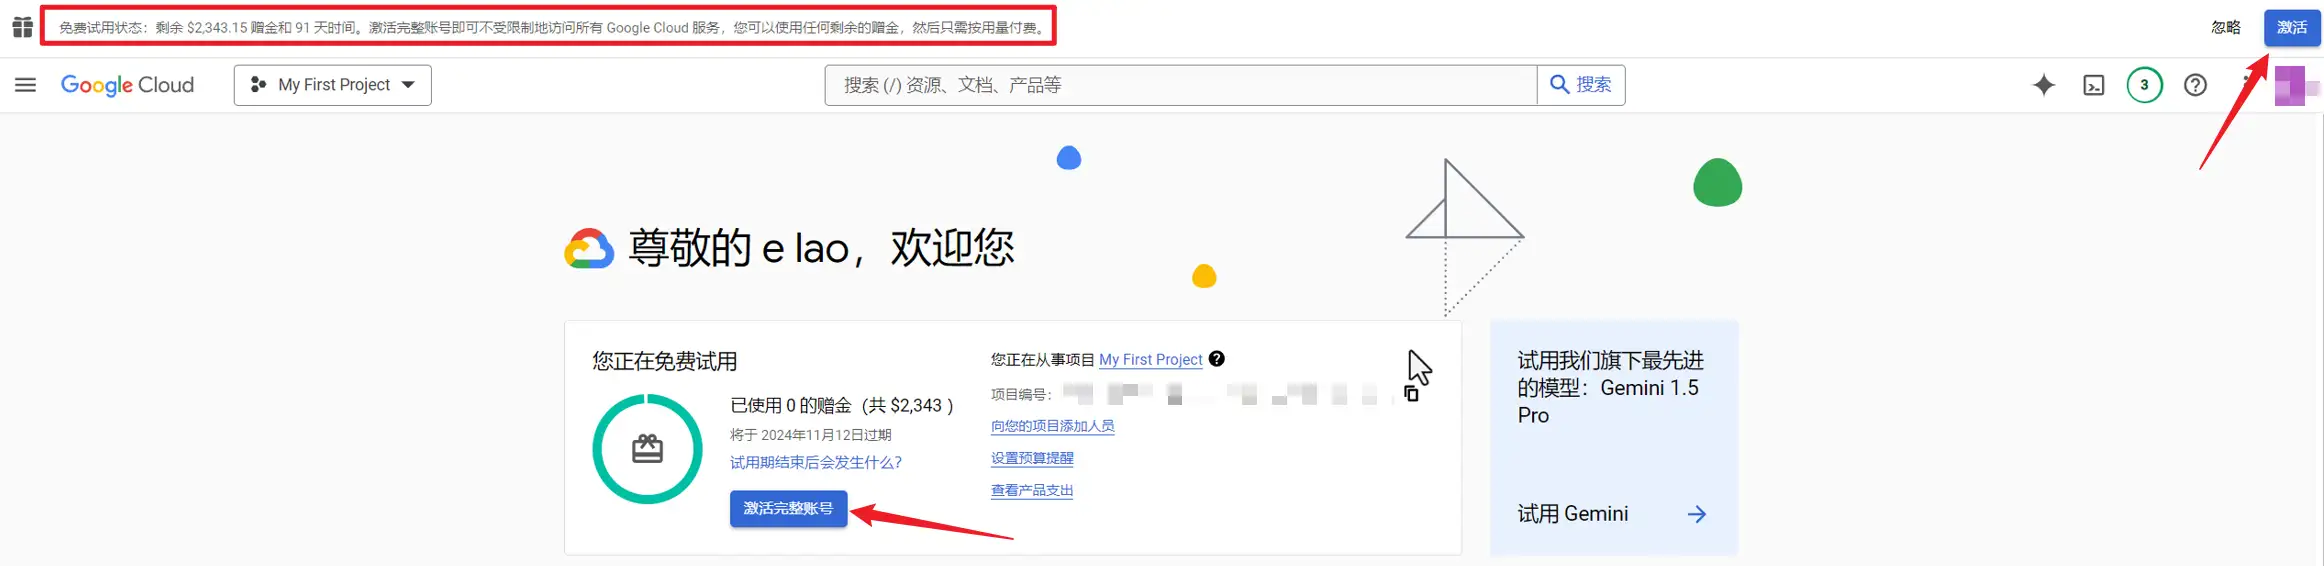 免费试用状态：剩余 $2,343.15 赠金和 91 天时间。激活完整账号即可不受限制地访问所有 Google Cloud 服务，您可以使用任何剩余的赠金，然后只需按用量付费。
忽略
激活
Google Cloud
My First Project
搜索 (/) 资源、文档、产品等
搜索
3
尊敬的 e lao，欢迎您
您正在免费试用
已使用 0 的赠金（共 $2,343 ）
将于 2024年11月12日过期
试用期结束后会发生什么？
激活完整账号
您正在从事项目 My First Project
项目编号：
向您的项目添加人员
设置预算提醒
查看产品支出
试用我们旗下最先进
的模型：Gemini 1.5
Pro
试用 Gemini